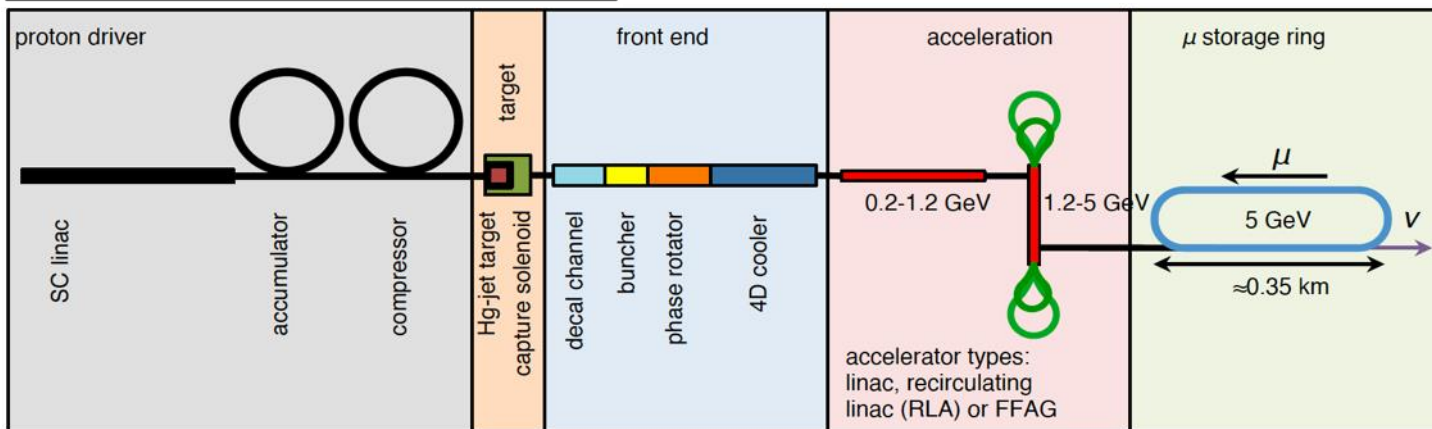 proton driver
SC linac
accumulator
compressor
target
Hg-jet target
capture solenoid
front end
decal channel
buncher
phase rotator
4D cooler
acceleration
0.2-1.2 GeV
1.2-5 GeV
accelerator types:
linac, recirculating
linac (RLA) or FFAG
μ storage ring
μ
5 GeV
ν
≈0.35 km